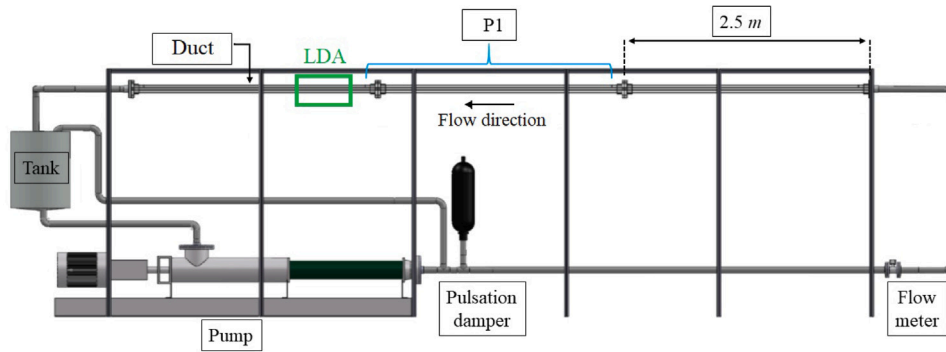 P1
2.5 m
Duct
LDA
Flow direction
Tank
Pulsation
damper
Flow
meter
Pump